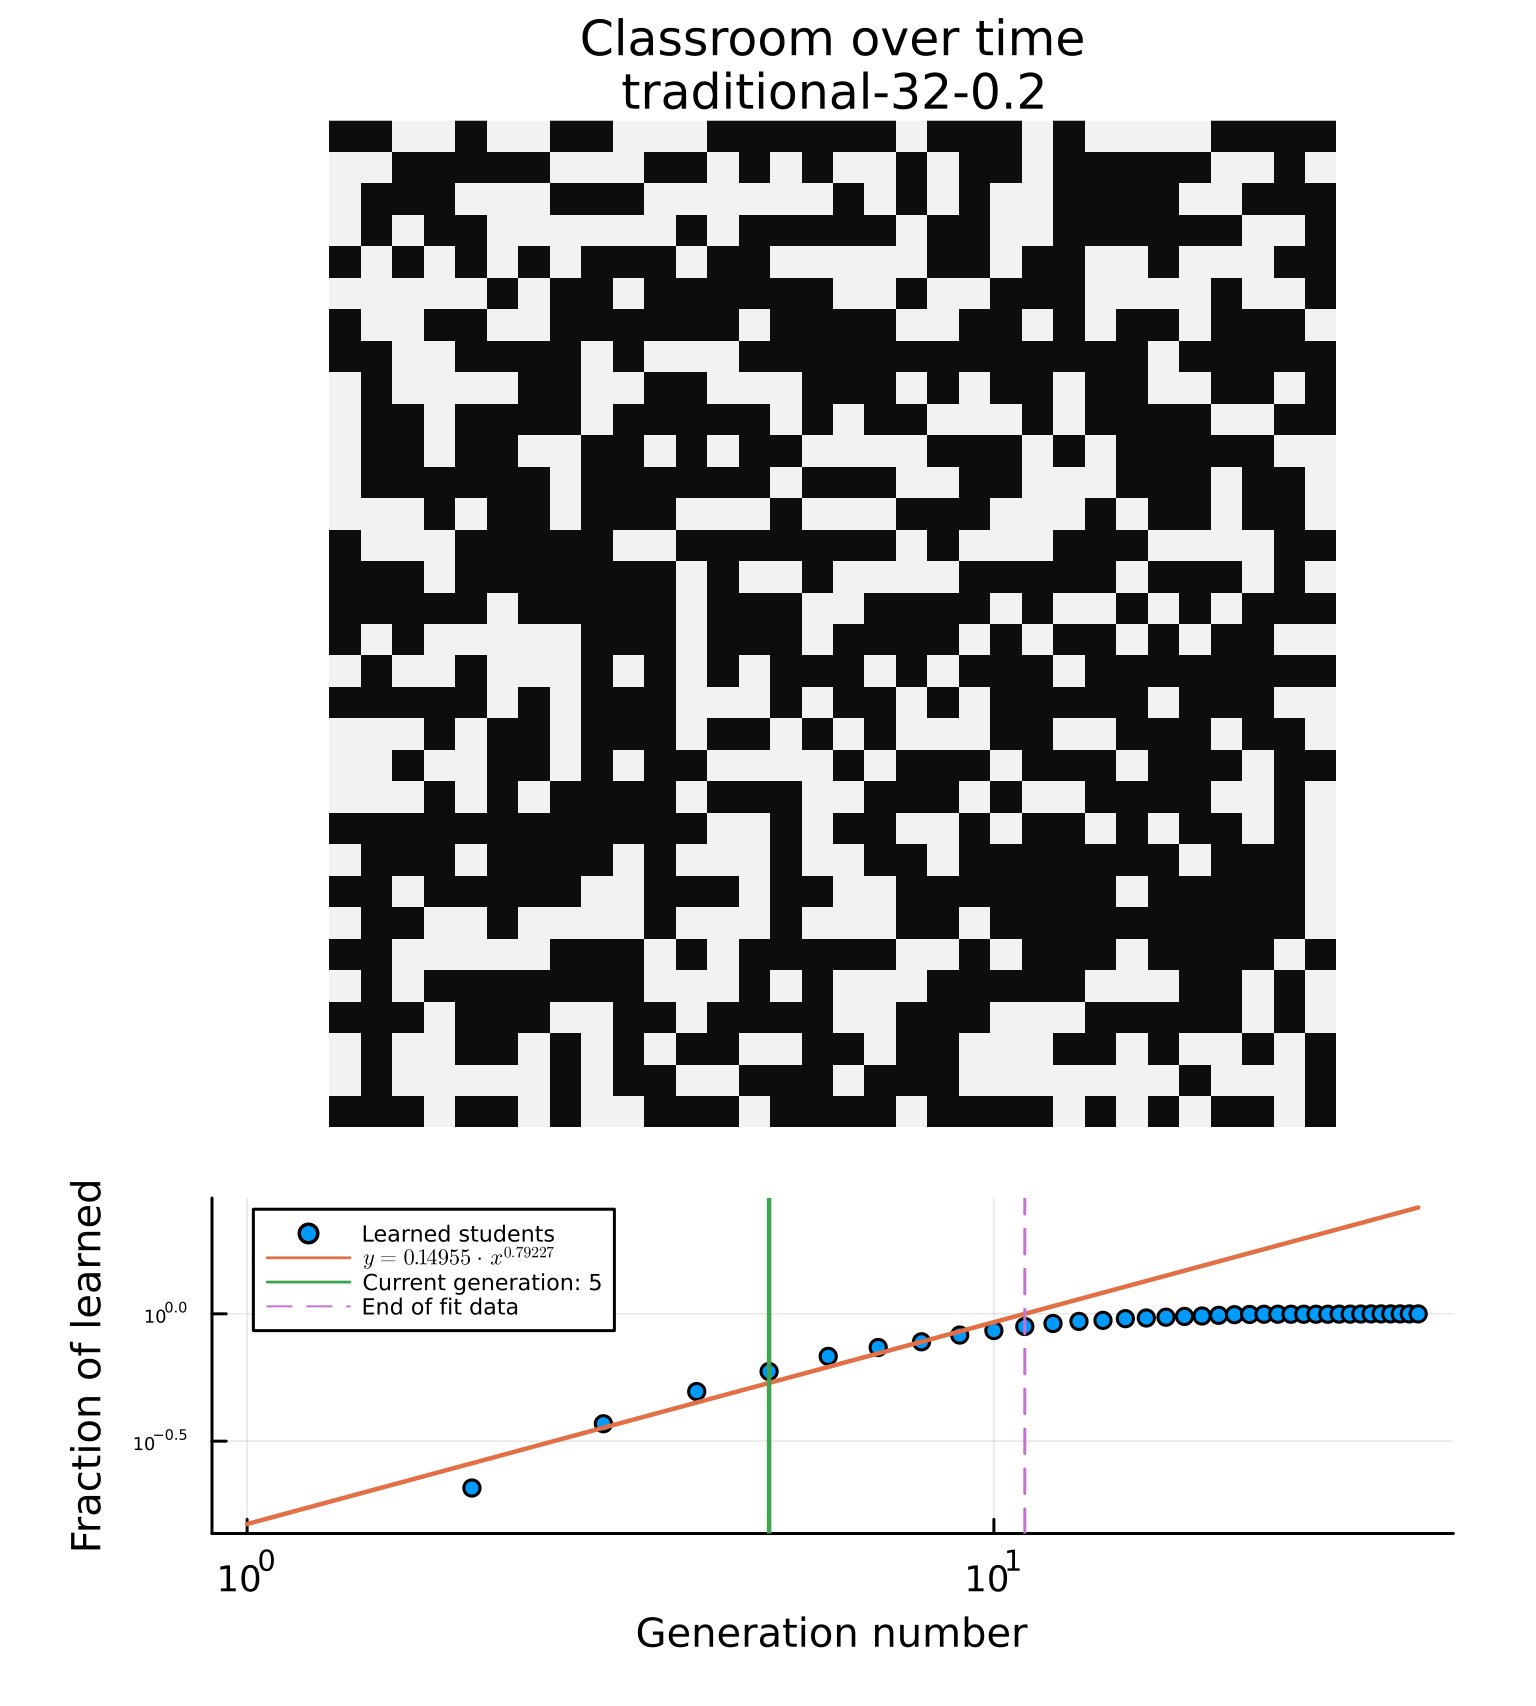 Classroom over time
traditional-32-0.2
Learned students
y = 0.14955 · x^0.79227
Current generation: 5
End of fit data
Fraction of learned
10^0.0
10^−0.5
10^0
10^1
Generation number